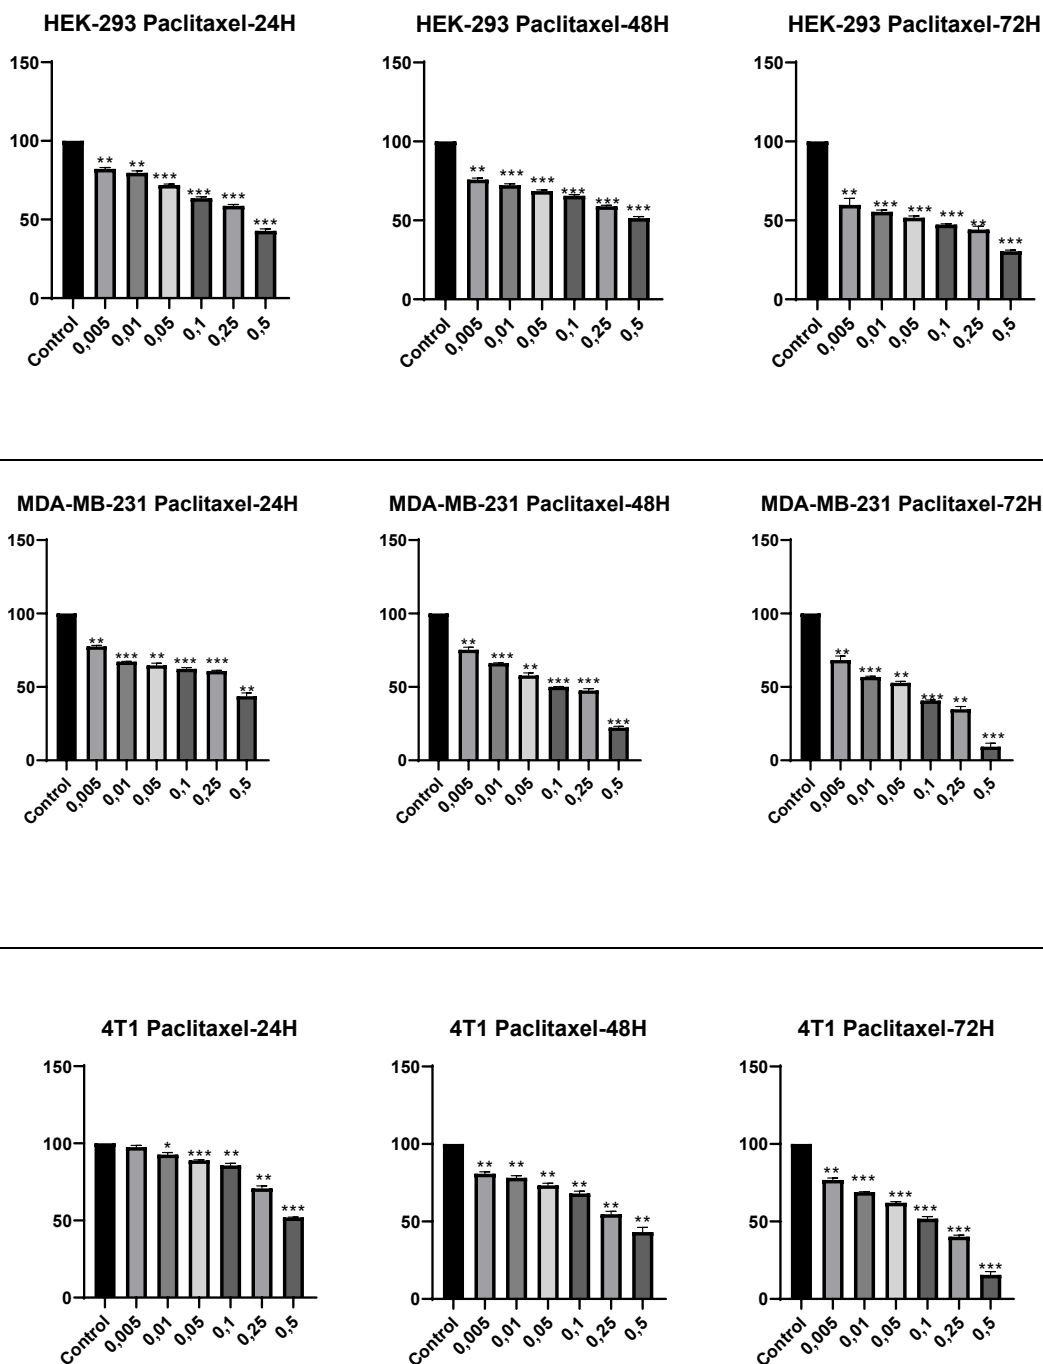 HEK-293 Paclitaxel-24H
150
100
50
0
** ** *** *** *** ***
Control 0,005 0,01 0,05 0,1 0,25 0,5
HEK-293 Paclitaxel-48H
150
100
50
0
** *** *** *** *** ***
Control 0,005 0,01 0,05 0,1 0,25 0,5
HEK-293 Paclitaxel-72H
150
100
50
0
** *** *** *** ** ***
Control 0,005 0,01 0,05 0,1 0,25 0,5
MDA-MB-231 Paclitaxel-24H
150
100
50
0
** *** ** *** *** **
Control 0,005 0,01 0,05 0,1 0,25 0,5
MDA-MB-231 Paclitaxel-48H
150
100
50
0
** *** ** *** *** ***
Control 0,005 0,01 0,05 0,1 0,25 0,5
MDA-MB-231 Paclitaxel-72H
150
100
50
0
** *** ** *** ** ***
Control 0,005 0,01 0,05 0,1 0,25 0,5
4T1 Paclitaxel-24H
150
100
50
0
* *** ** ** ***
Control 0,005 0,01 0,05 0,1 0,25 0,5
4T1 Paclitaxel-48H
150
100
50
0
** ** ** ** ** **
Control 0,005 0,01 0,05 0,1 0,25 0,5
4T1 Paclitaxel-72H
150
100
50
0
** *** *** *** *** ***
Control 0,005 0,01 0,05 0,1 0,25 0,5